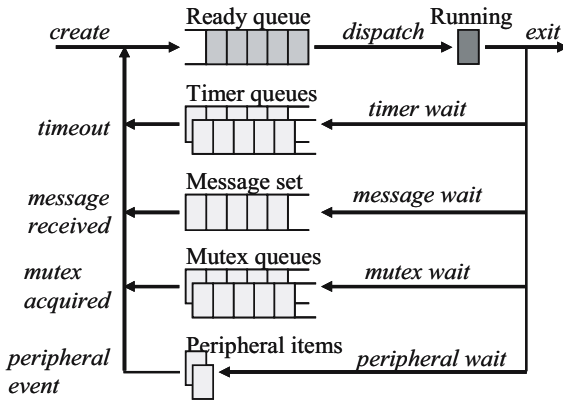 Ready queue
Running
create
dispatch
exit
Timer queues
timer wait
timeout
Message set
message wait
message
received
Mutex queues
mutex wait
mutex
acquired
Peripheral items
peripheral wait
peripheral
event